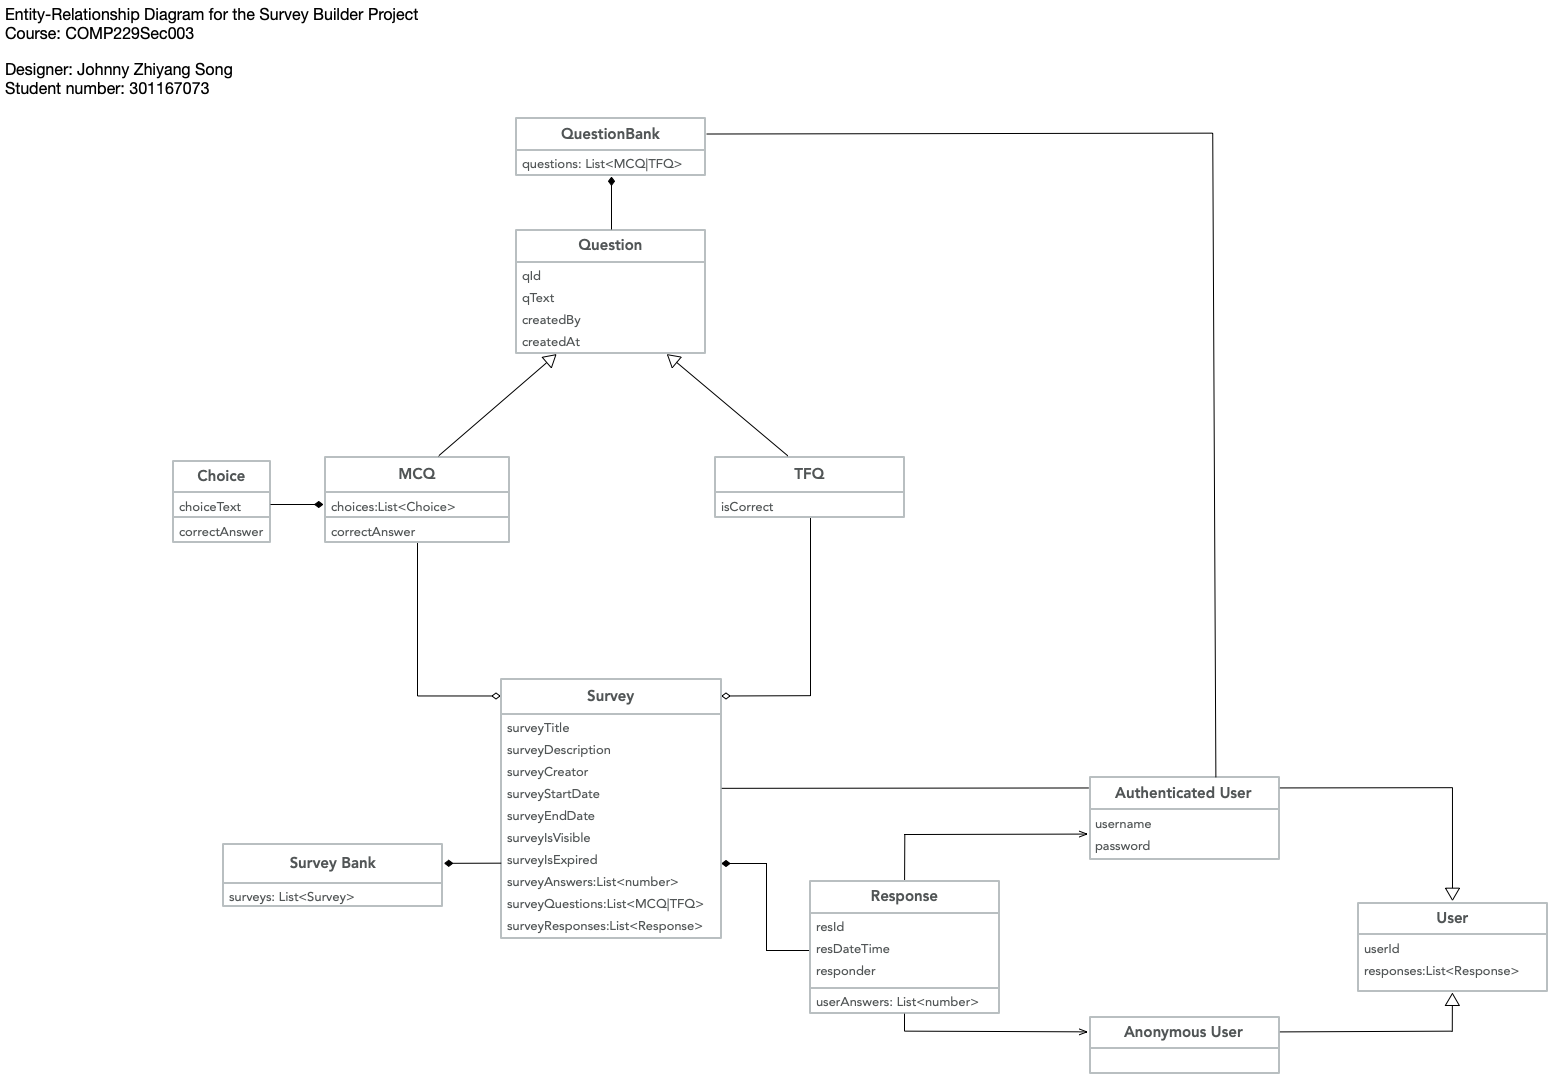 Entity-Relationship Diagram for the Survey Builder Project
Course: COMP229Sec003
Designer: Johnny Zhiyang Song
Student number: 301167073
QuestionBank
questions: List<MCQ|TFQ>
Question
qId
qText
createdBy
createdAt
Choice
choiceText
correctAnswer
MCQ
choices:List<Choice>
correctAnswer
TFQ
isCorrect
Survey
surveyTitle
surveyDescription
surveyCreator
surveyStartDate
surveyEndDate
surveyIsVisible
surveyIsExpired
surveyAnswers:List<number>
surveyQuestions:List<MCQ|TFQ>
surveyResponses:List<Response>
Survey Bank
surveys: List<Survey>
Authenticated User
username
password
Response
resId
resDateTime
responder
userAnswers: List<number>
User
userId
responses:List<Response>
Anonymous User